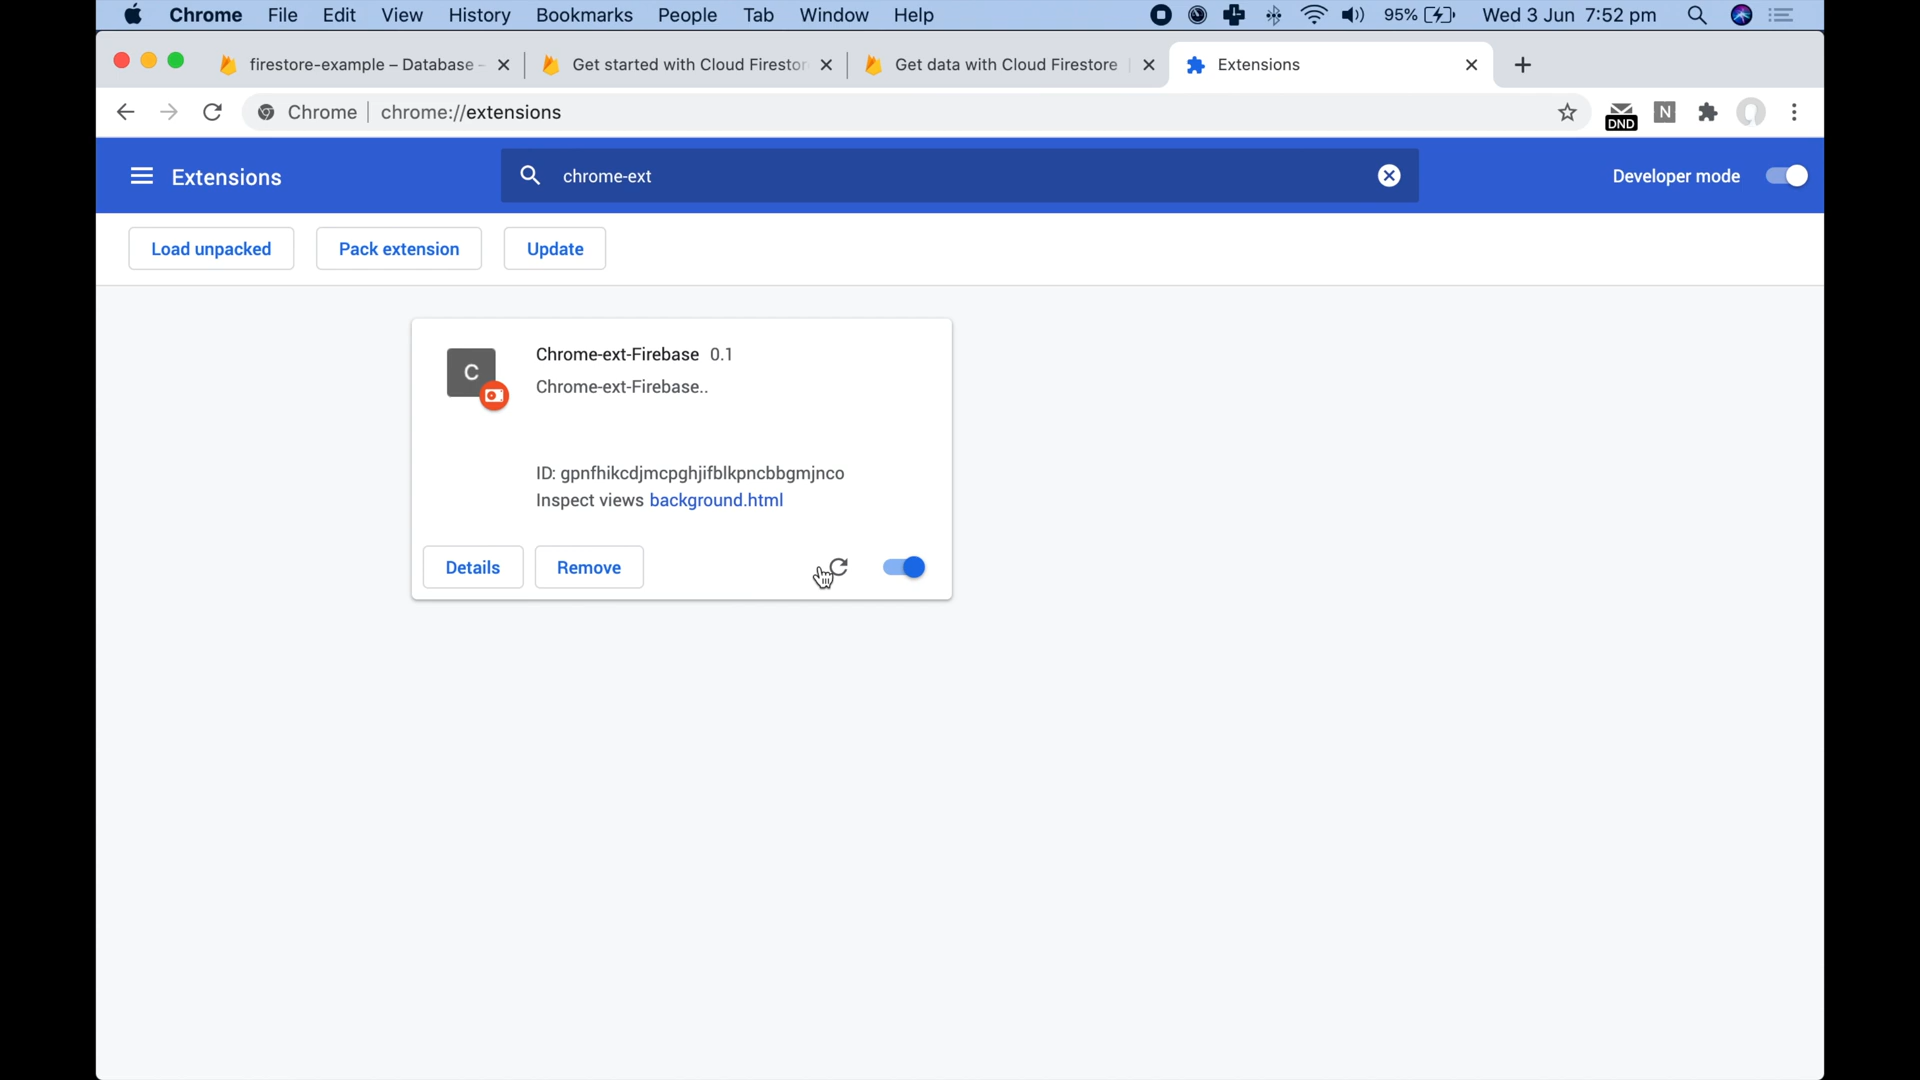 Chrome File Edit View History Bookmarks People Tab Window Help 95% Wed 3 Jun 7:52 pm
firestore-example – Database – Get started with Cloud Firestor Get data with Cloud Firestore Extensions
Chrome chrome://extensions DND N
Extensions chrome-ext Developer mode
Load unpacked Pack extension Update
C Chrome-ext-Firebase 0.1
Chrome-ext-Firebase..
ID: gpnfhikcdjmcpghjifblkpncbbgmjnco
Inspect views background.html
Details Remove